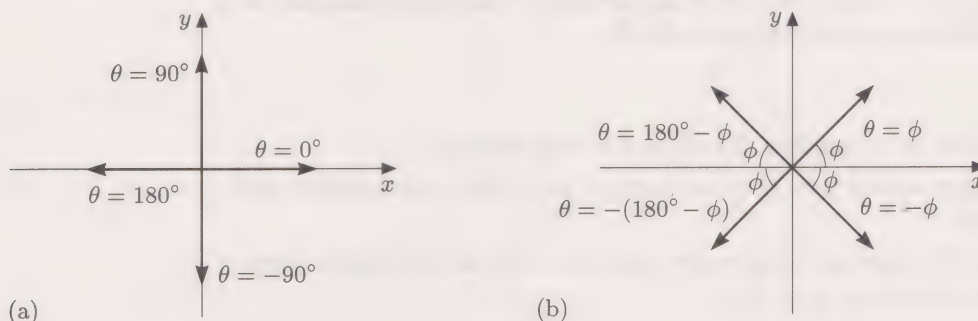 y
θ = 90°
θ = 0°
x
θ = 180°
θ = −90°
(a)
y
θ = 180° − ϕ
θ = ϕ
ϕ
ϕ
x
ϕ
ϕ
θ = −(180° − ϕ)
θ = −ϕ
(b)